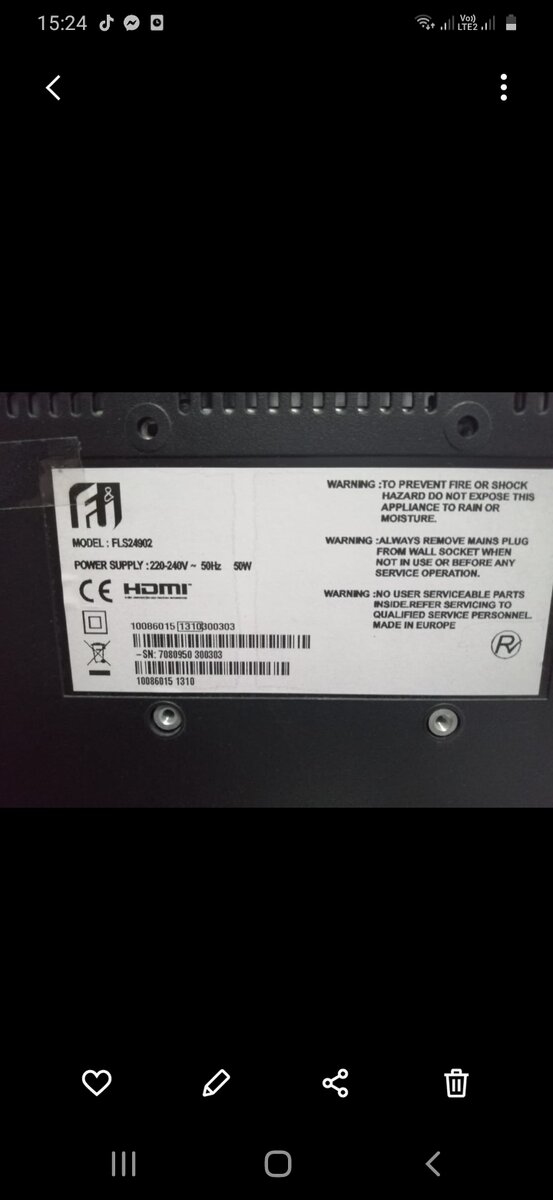 15:24
Vo))
LTE2
MODEL : FLS24902
POWER SUPPLY : 220-240V ~ 50Hz 50W
CE HDMI
10086015 1310300303
-SN: 7080950 300303
10086015 1310
WARNING :TO PREVENT FIRE OR SHOCK
HAZARD DO NOT EXPOSE THIS
APPLIANCE TO RAIN OR
MOISTURE.
WARNING :ALWAYS REMOVE MAINS PLUG
FROM WALL SOCKET WHEN
NOT IN USE OR BEFORE ANY
SERVICE OPERATION.
WARNING :NO USER SERVICEABLE PARTS
INSIDE.REFER SERVICING TO
QUALIFIED SERVICE PERSONNEL.
MADE IN EUROPE